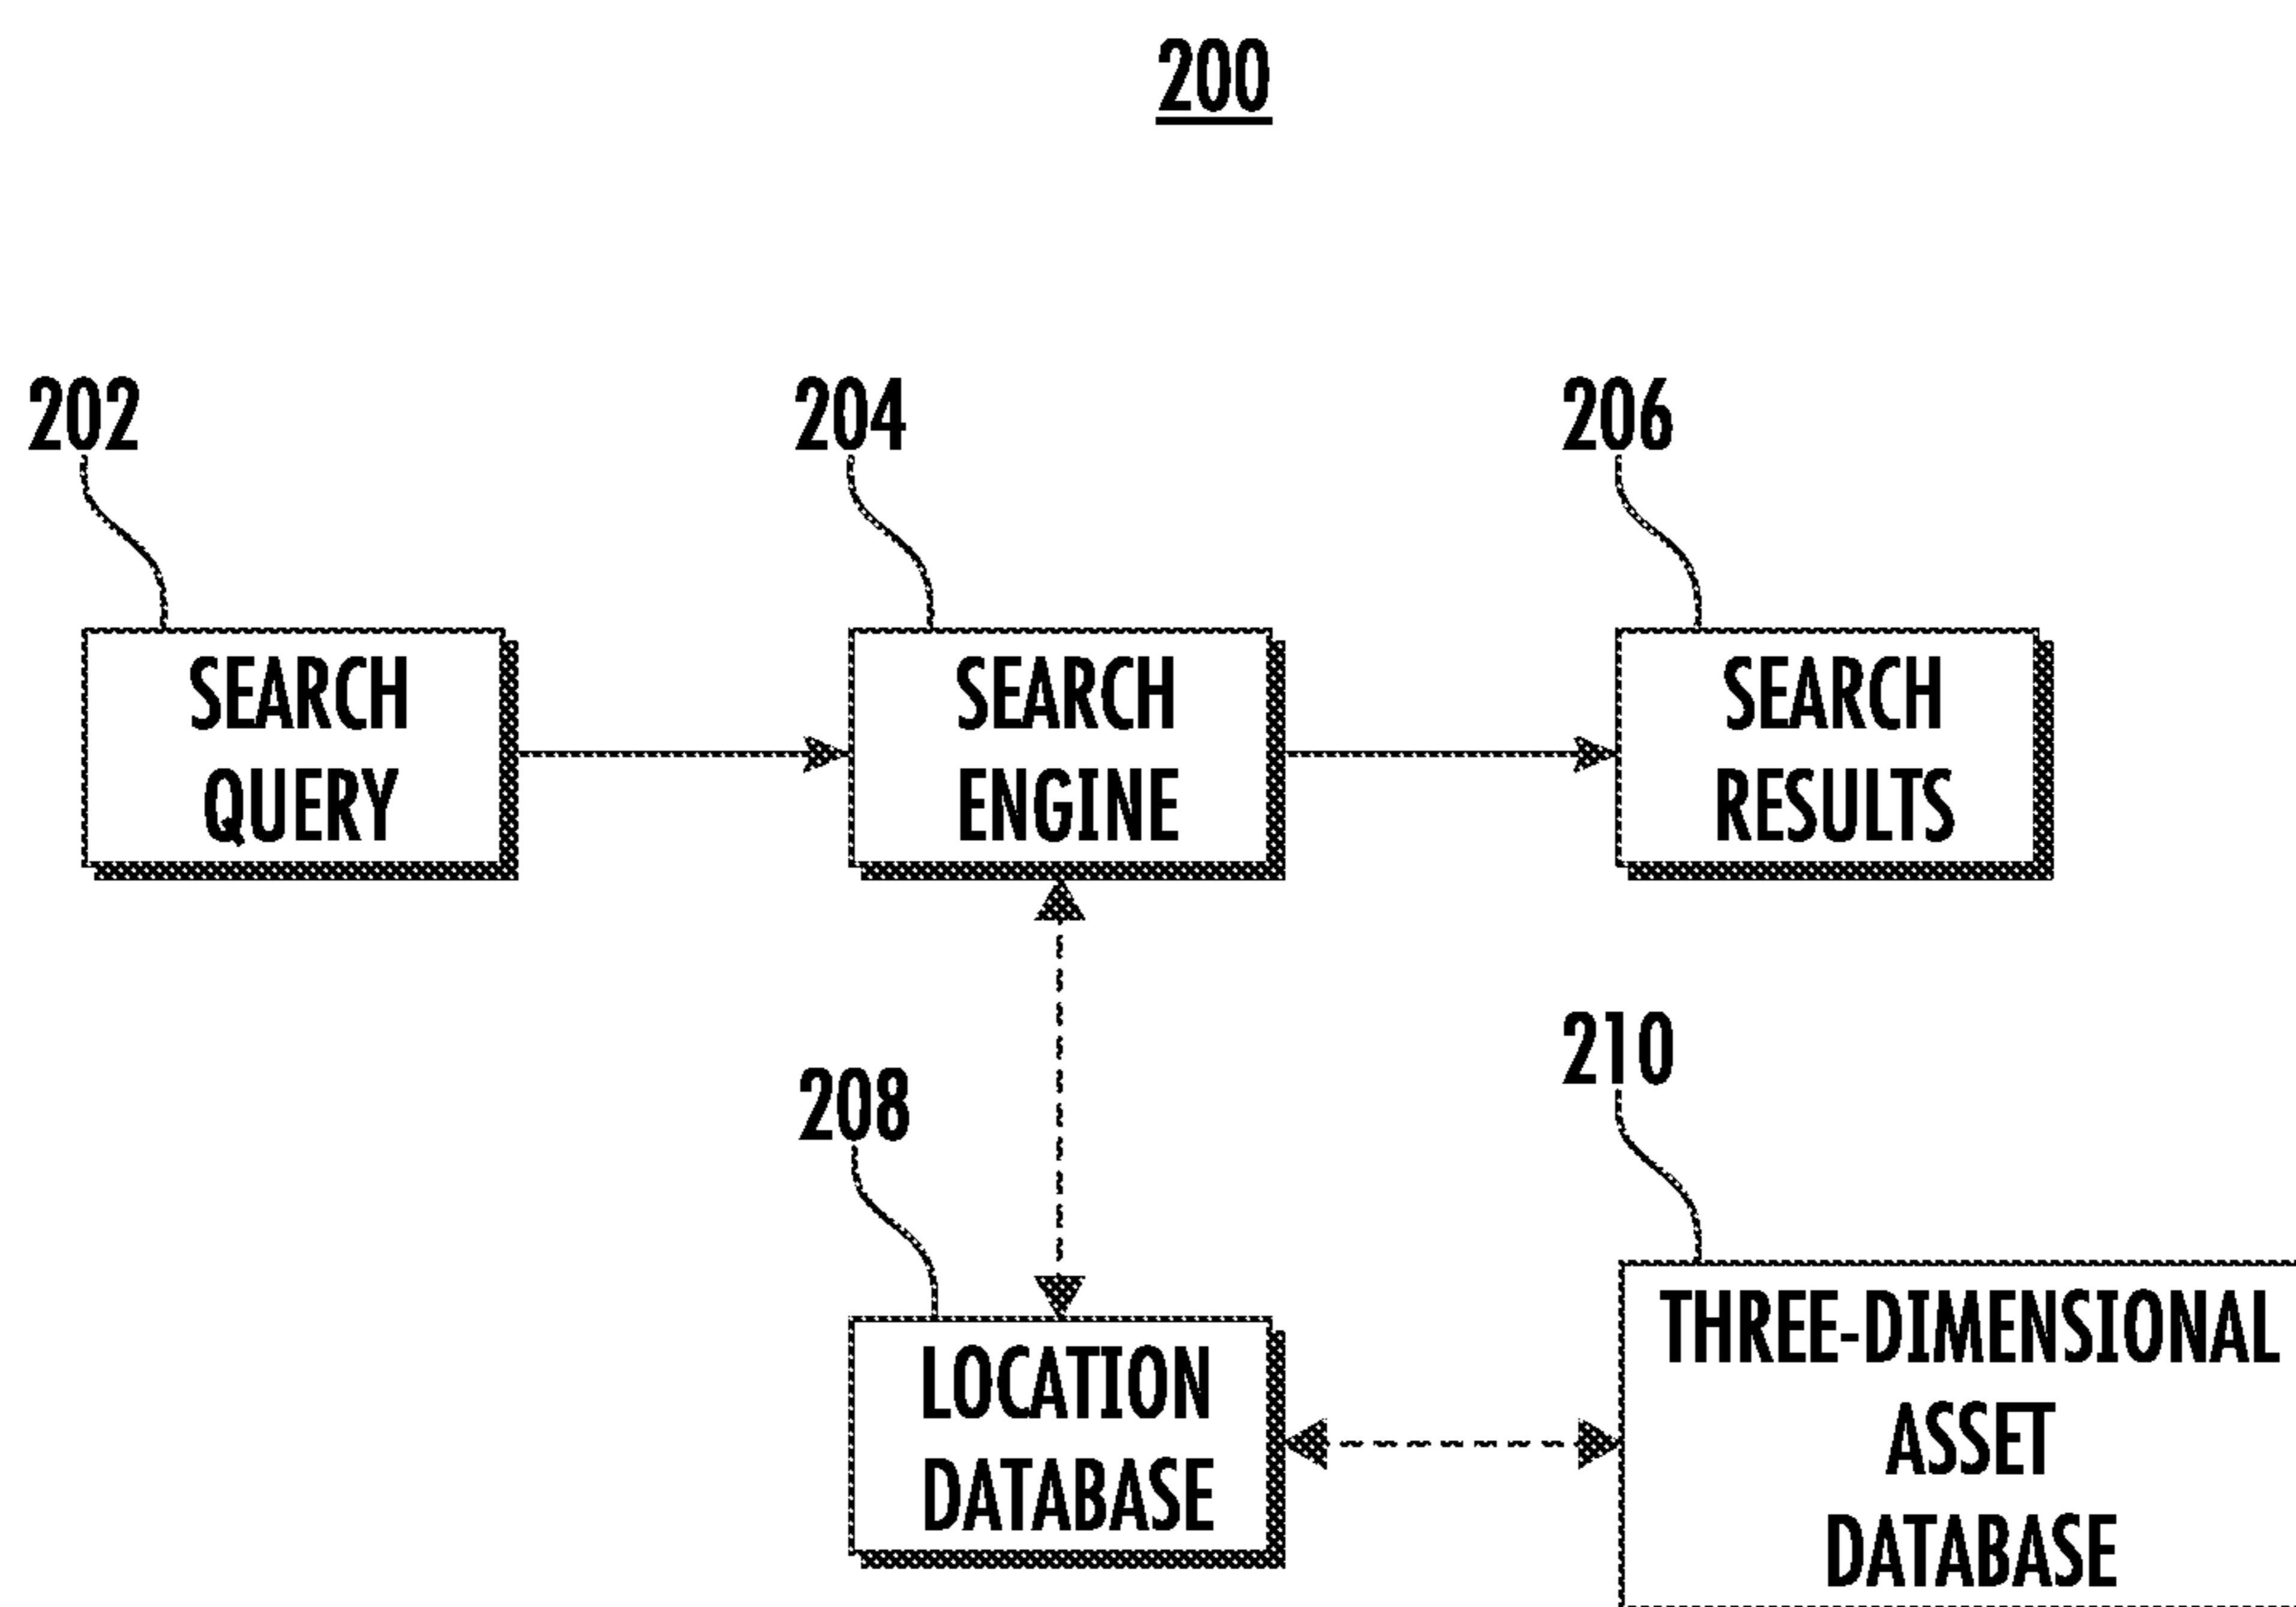 200
202
204
206
SEARCH
QUERY
SEARCH
ENGINE
SEARCH
RESULTS
208
210
LOCATION
DATABASE
THREE-DIMENSIONAL
ASSET
DATABASE